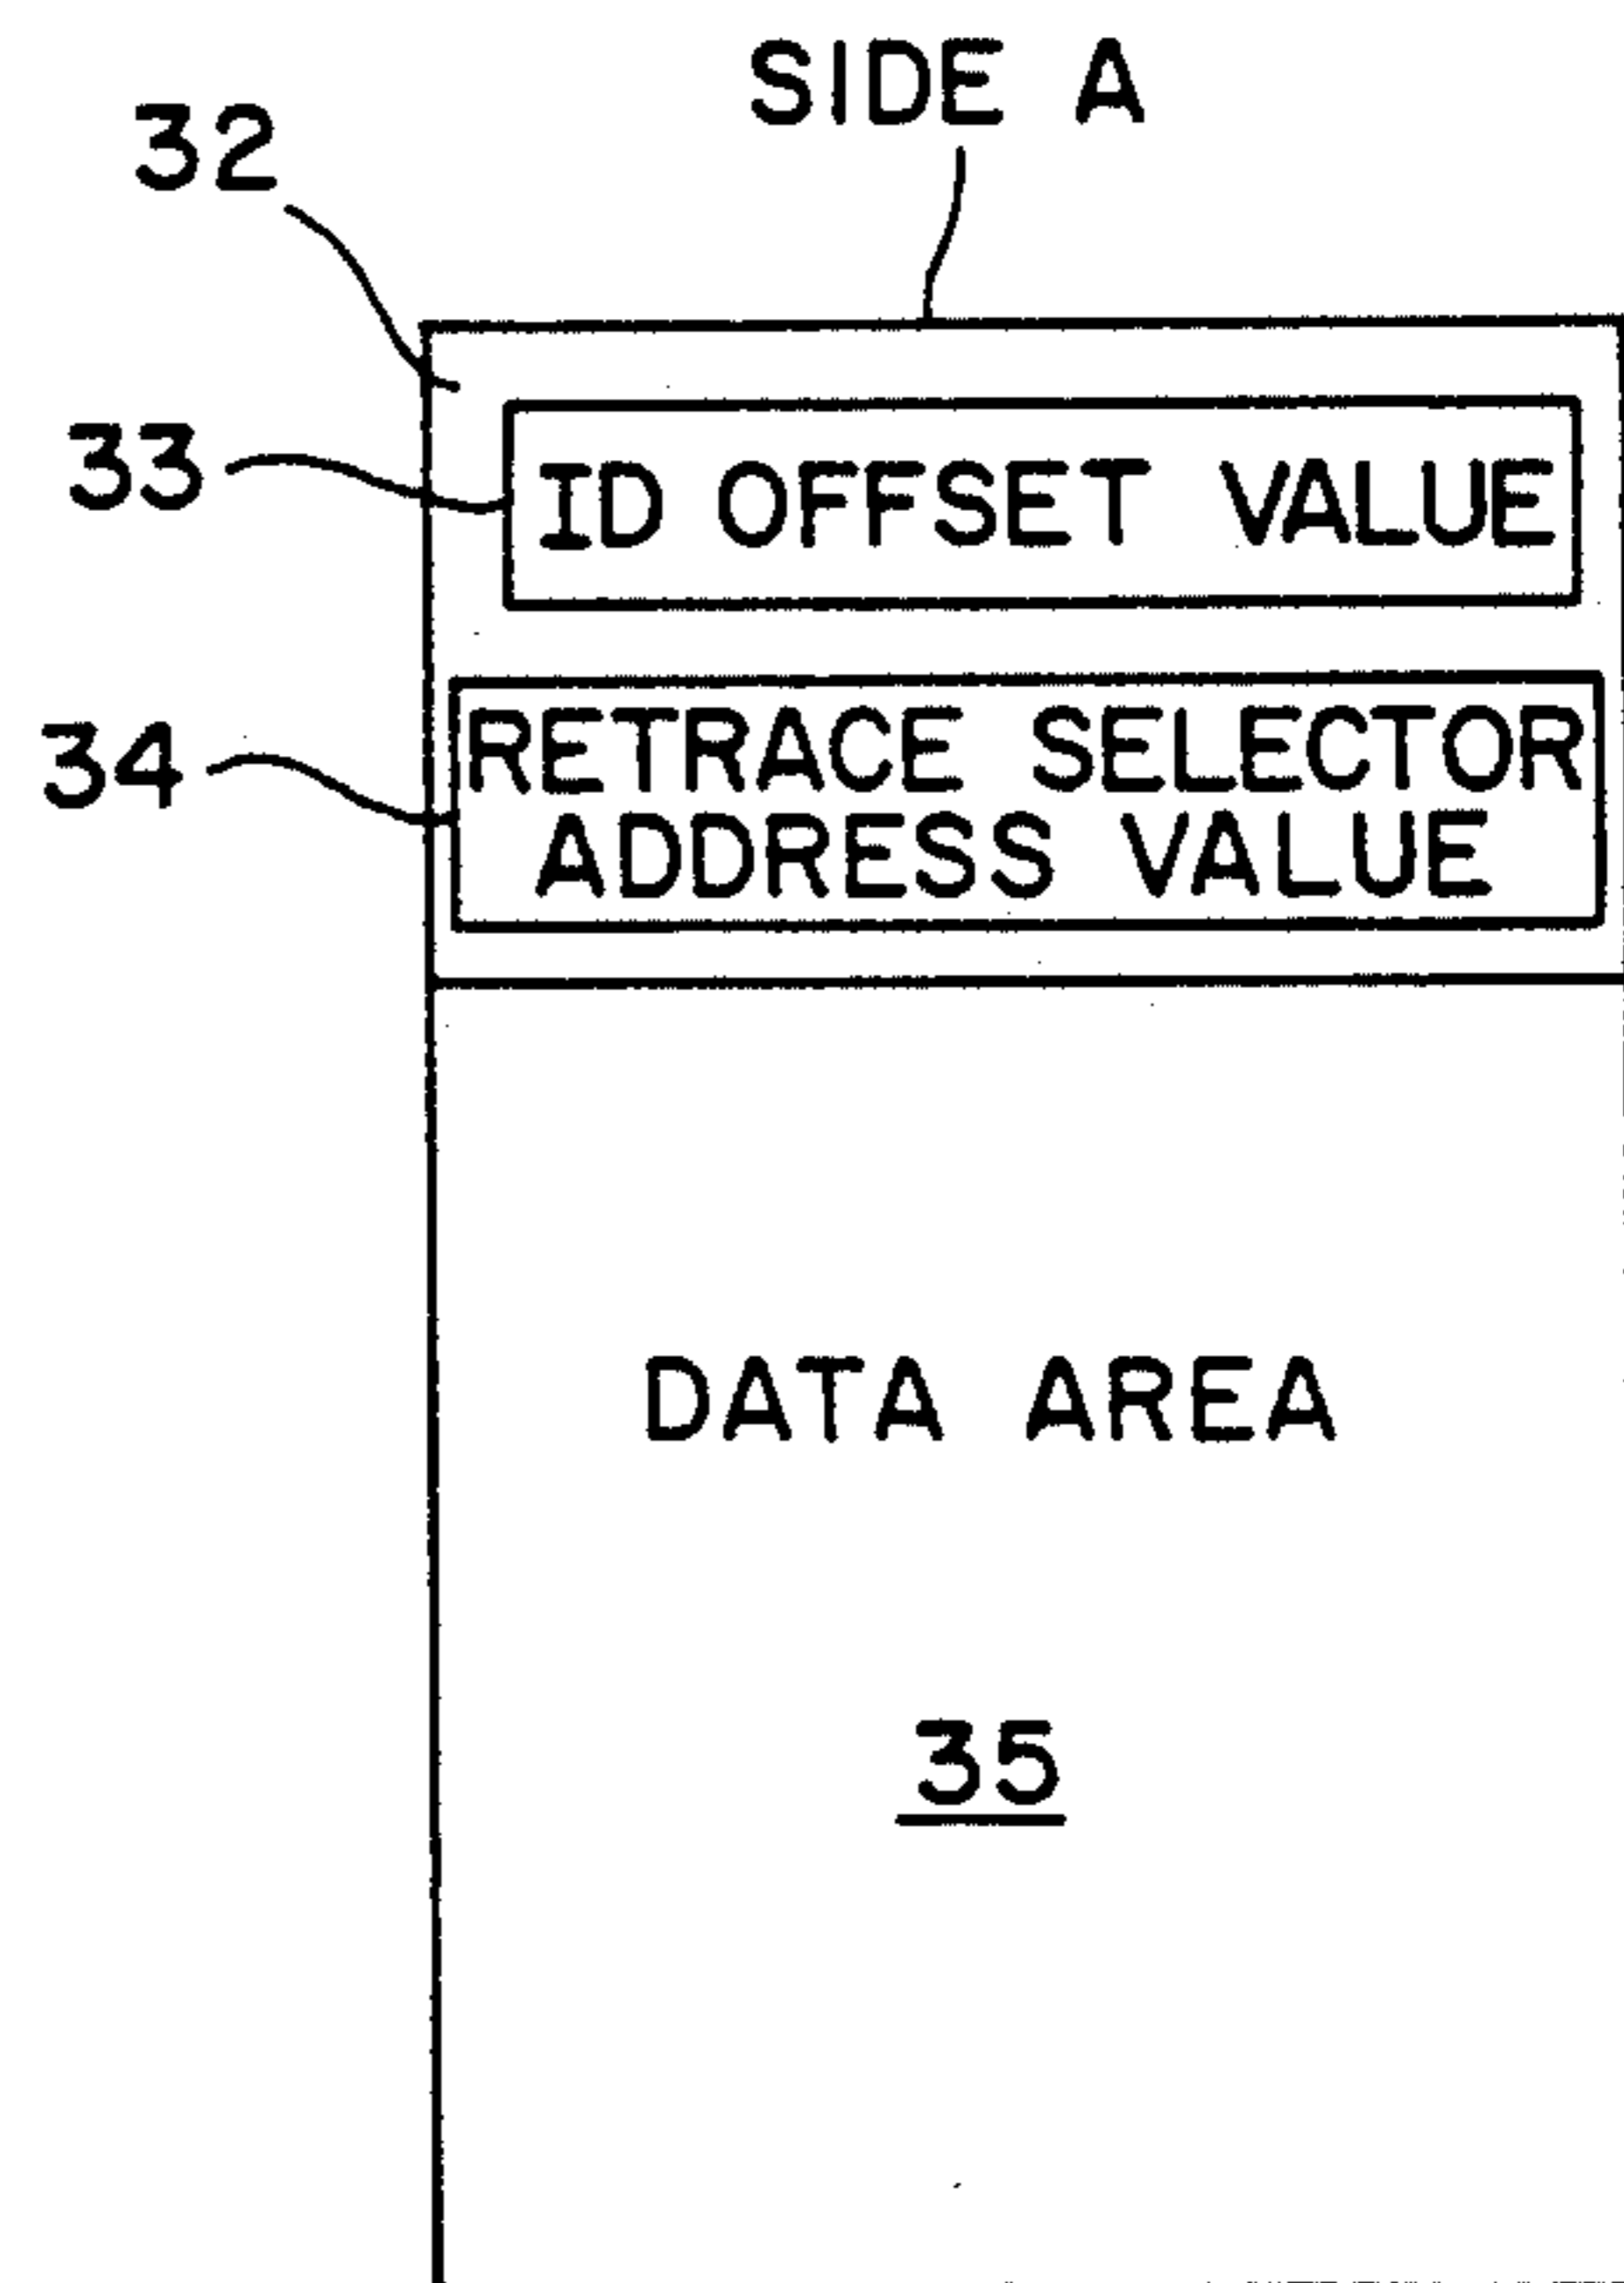 SIDE A
32
33
ID OFFSET VALUE
34
RETRACE SELECTOR
ADDRESS VALUE
DATA AREA
35